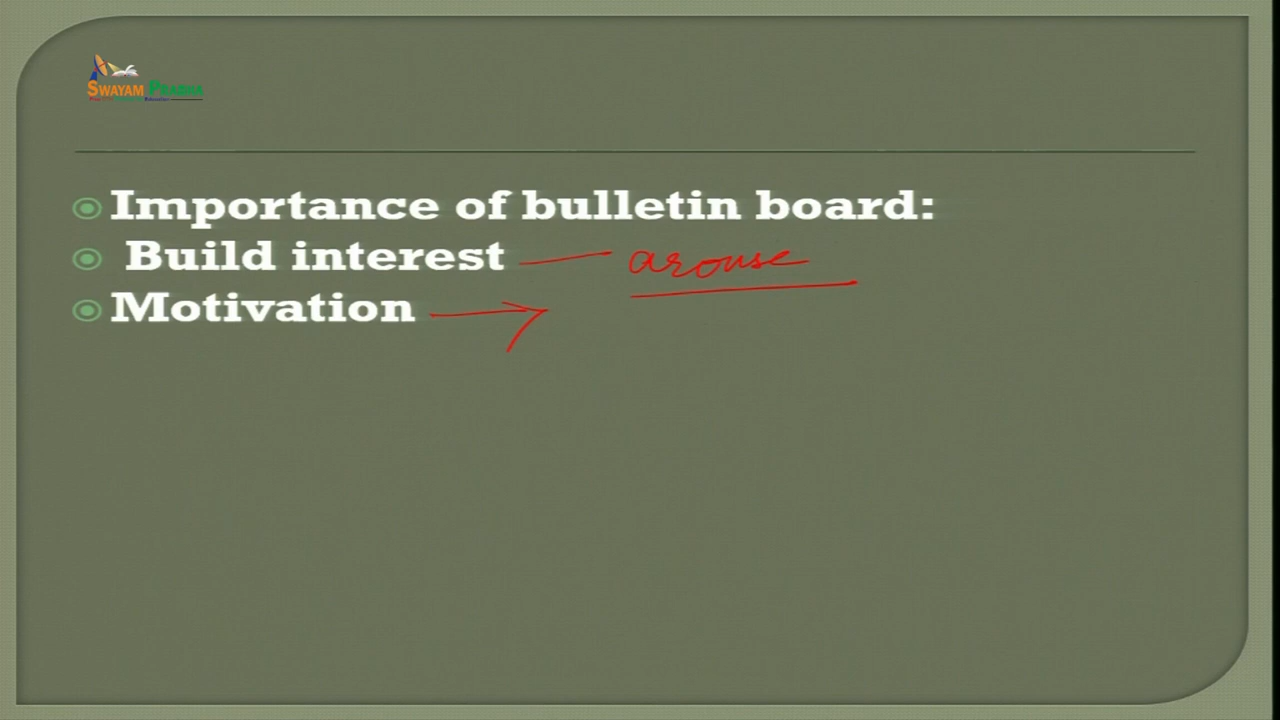 SWAYAM PRABHA
Importance of bulletin board:
Build interest — arouse
Motivation →